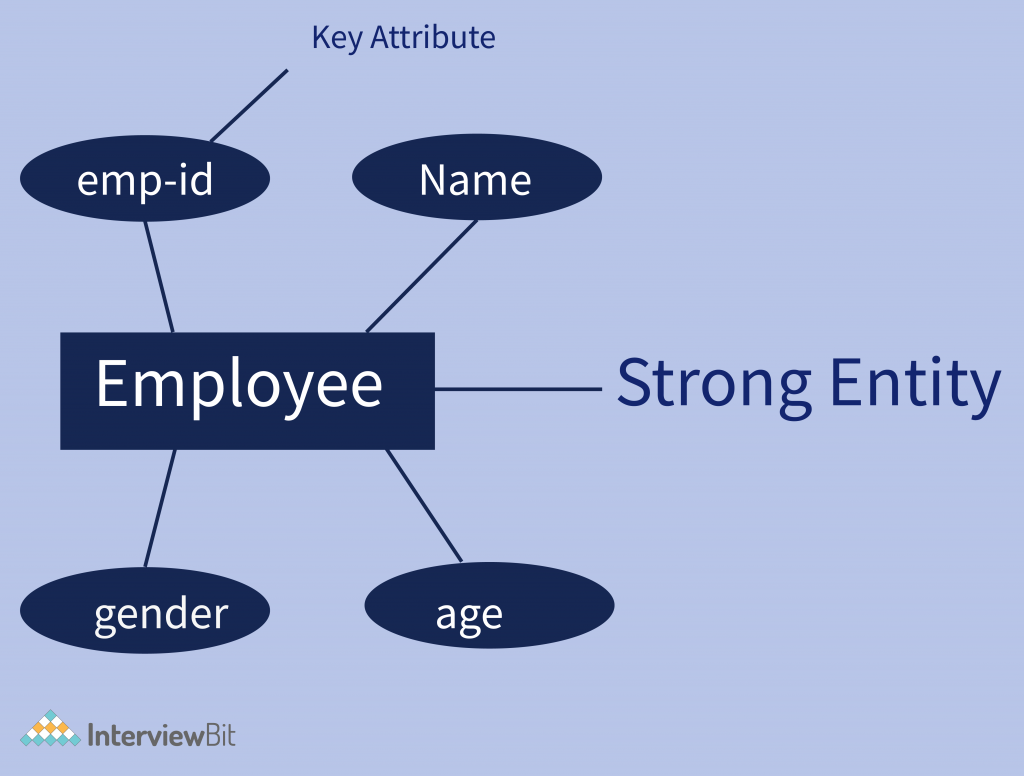 Key Attribute
emp-id
Name
Employee
Strong Entity
gender
age
InterviewBit